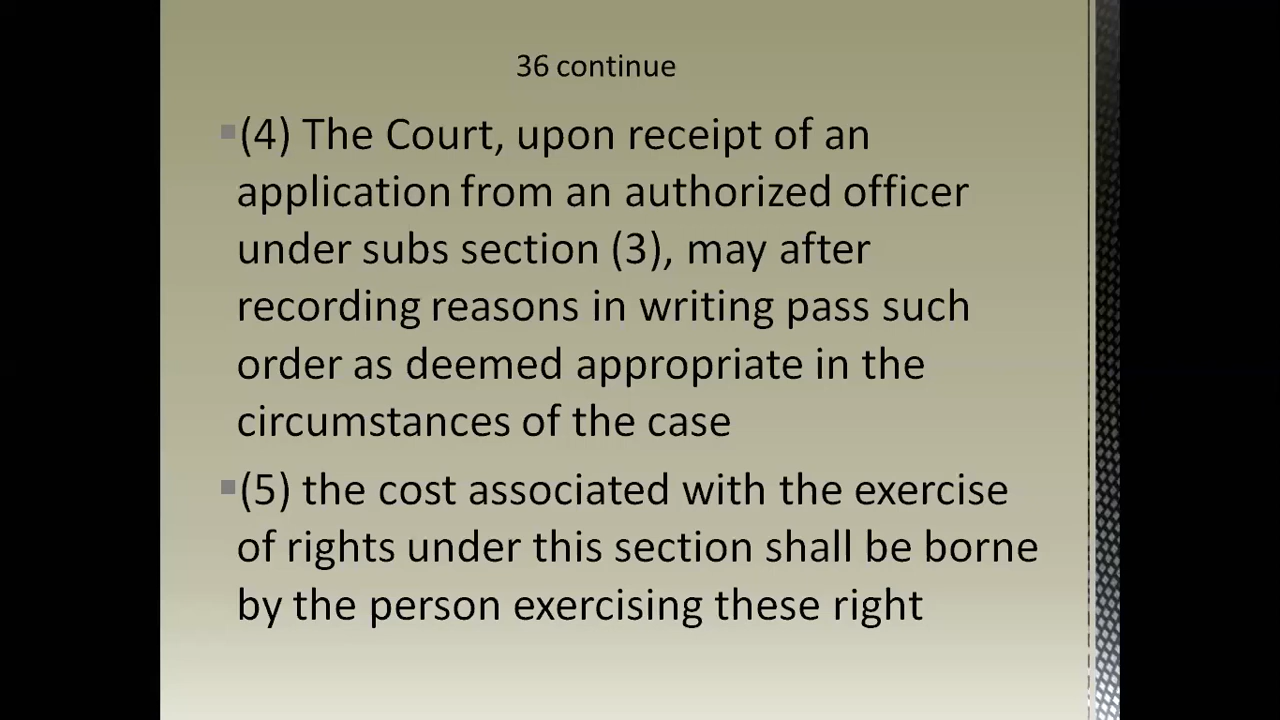 36 continue
(4) The Court, upon receipt of an
application from an authorized officer
under subs section (3), may after
recording reasons in writing pass such
order as deemed appropriate in the
circumstances of the case
(5) the cost associated with the exercise
of rights under this section shall be borne
by the person exercising these right